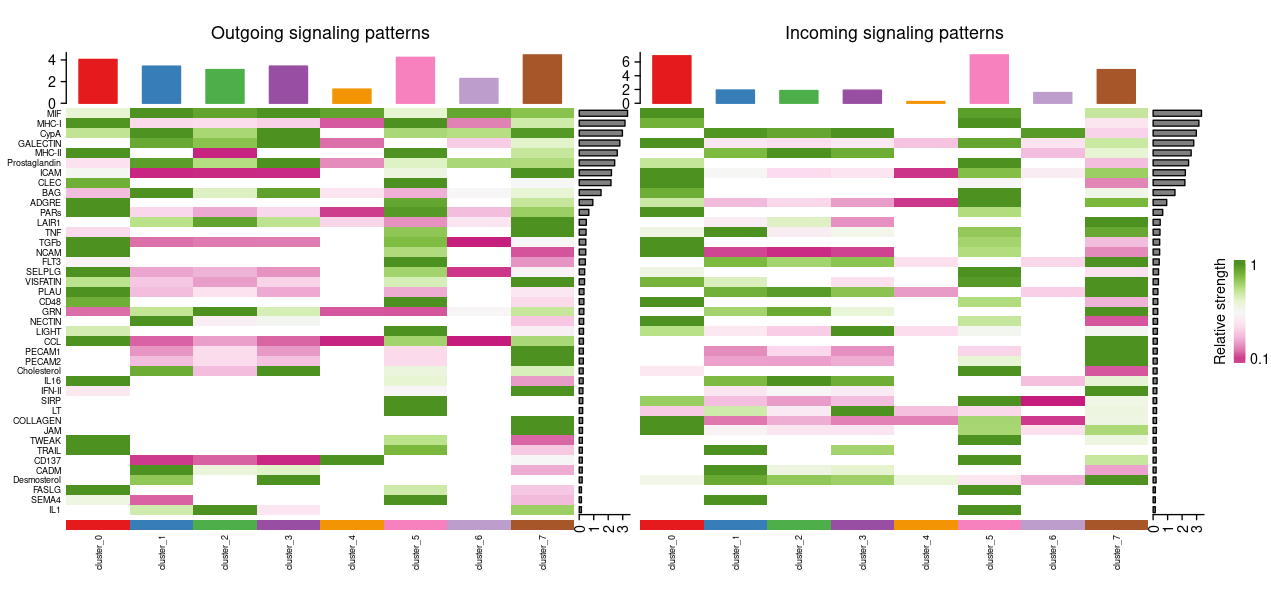 Outgoing signaling patterns
Incoming signaling patterns
4
2
0
6
4
2
0
MIF
MHC-I
CypA
GALECTIN
MHC-II
Prostaglandin
ICAM
CLEC
BAG
ADGRE
PARs
LAIR1
TNF
TGFb
NCAM
FLT3
SELPLG
VISFATIN
PLAU
CD48
GRN
NECTIN
LIGHT
CCL
PECAM1
PECAM2
Cholesterol
IL16
IFN-II
SIRP
LT
COLLAGEN
JAM
TWEAK
TRAIL
CD137
CADM
Desmosterol
FASLG
SEMA4
IL1
Relative strength
1
0.1
0 1 2 3
0 1 2 3
cluster_0
cluster_1
cluster_2
cluster_3
cluster_4
cluster_5
cluster_6
cluster_7
cluster_0
cluster_1
cluster_2
cluster_3
cluster_4
cluster_5
cluster_6
cluster_7